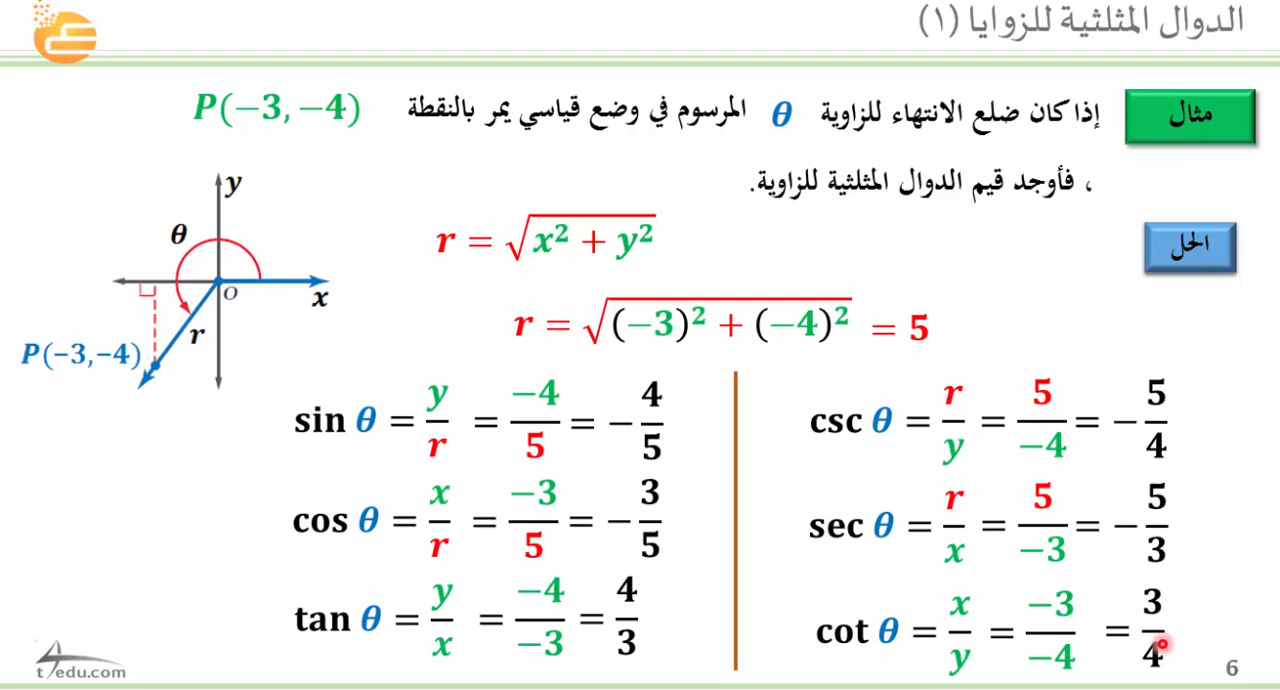 الدوال المثلثية للزوايا (١)
مثال
إذا كان ضلع الانتهاء للزاوية θ المرسوم في وضع قياسي يمر بالنقطة P(−3, −4)
، فأوجد قيم الدوال المثلثية للزاوية.
الحل
r = √(x² + y²)
r = √((−3)² + (−4)²) = 5
y
θ
O
x
r
P(−3,−4)
sin θ = y/r = −4/5 = −4/5
cos θ = x/r = −3/5 = −3/5
tan θ = y/x = −4/−3 = 4/3
csc θ = r/y = 5/−4 = −5/4
sec θ = r/x = 5/−3 = −5/3
cot θ = x/y = −3/−4 = 3/4
t4edu.com
6